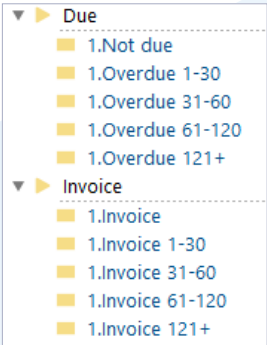 Due
1.Not due
1.Overdue 1-30
1.Overdue 31-60
1.Overdue 61-120
1.Overdue 121+
Invoice
1.Invoice
1.Invoice 1-30
1.Invoice 31-60
1.Invoice 61-120
1.Invoice 121+